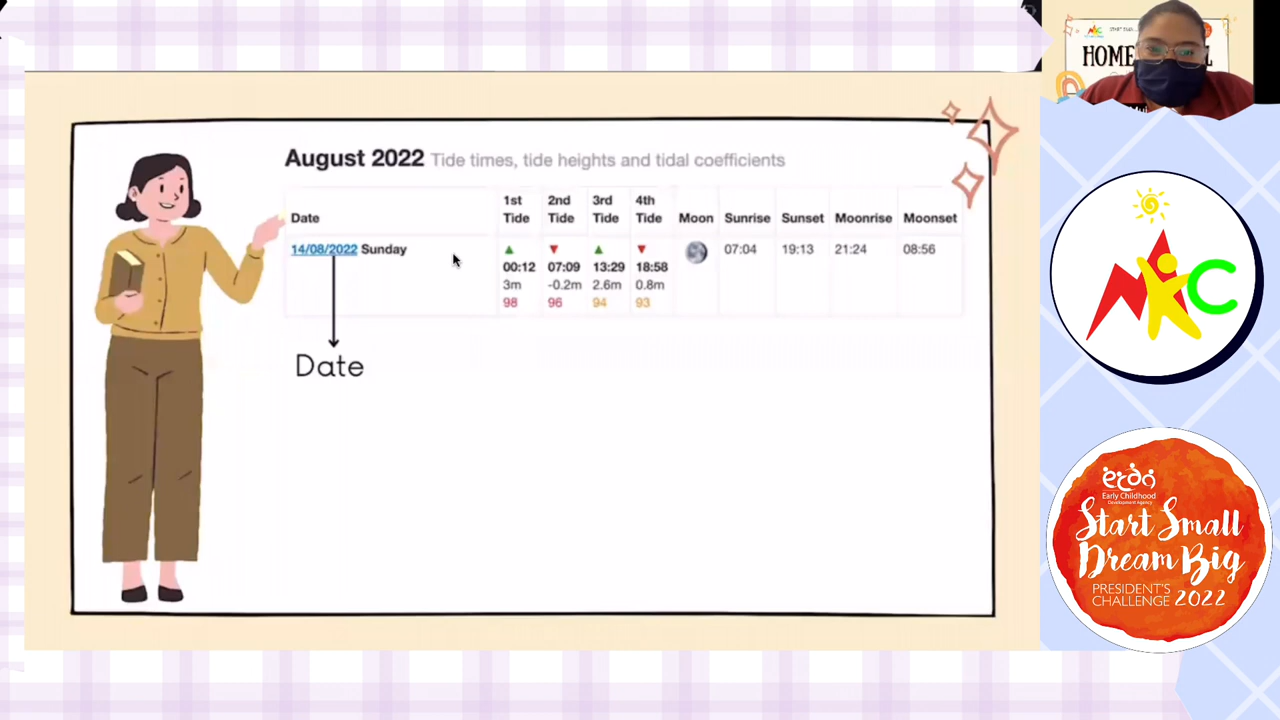 HOME
August 2022 Tide times, tide heights and tidal coefficients
Date 1st Tide 2nd Tide 3rd Tide 4th Tide Moon Sunrise Sunset Moonrise Moonset
14/08/2022 Sunday 07:04 19:13 21:24 08:56
00:12 07:09 13:29 18:58
3m -0.2m 2.6m 0.8m
98 96 94 93
Date
MKC
ecda
Early Childhood
Development Agency
Start Small
Dream Big
PRESIDENT'S
CHALLENGE 2022